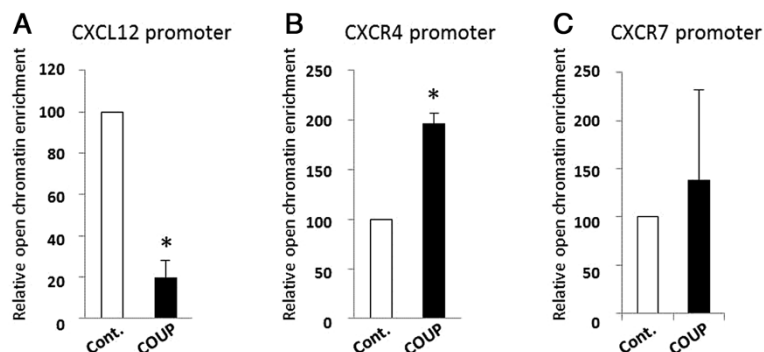 A CXCL12 promoter
Relative open chromatin enrichment
120
100
80
60
40
20
0
*
Cont. COUP
B CXCR4 promoter
Relative open chromatin enrichment
250
200
150
100
50
0
*
Cont. COUP
C CXCR7 promoter
Relative open chromatin enrichment
250
200
150
100
50
0
Cont. COUP